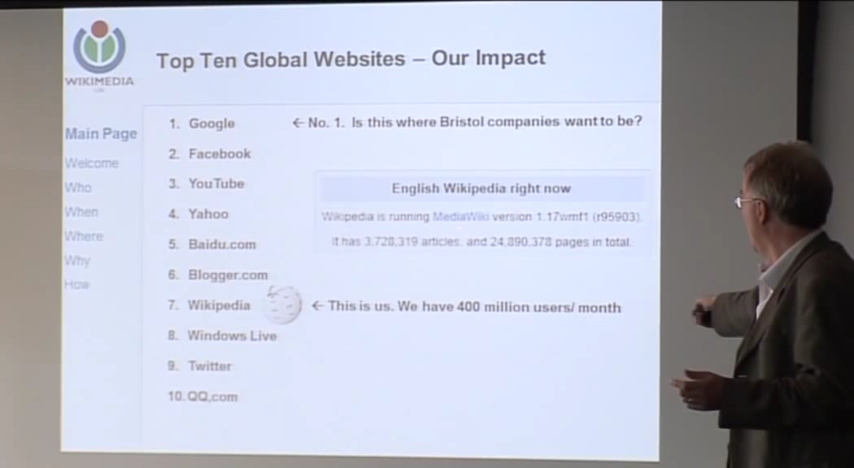 WIKIMEDIA
UK
Top Ten Global Websites – Our Impact
Main Page
Welcome
Who
When
Where
Why
How
1. Google
← No. 1. Is this where Bristol companies want to be?
2. Facebook
3. YouTube
4. Yahoo
5. Baidu.com
6. Blogger.com
7. Wikipedia
← This is us. We have 400 million users/ month
8. Windows Live
9. Twitter
10. QQ.com
English Wikipedia right now
Wikipedia is running MediaWiki version 1.17wmf1 (r95903).
It has 3,728,319 articles, and 24,890,378 pages in total.